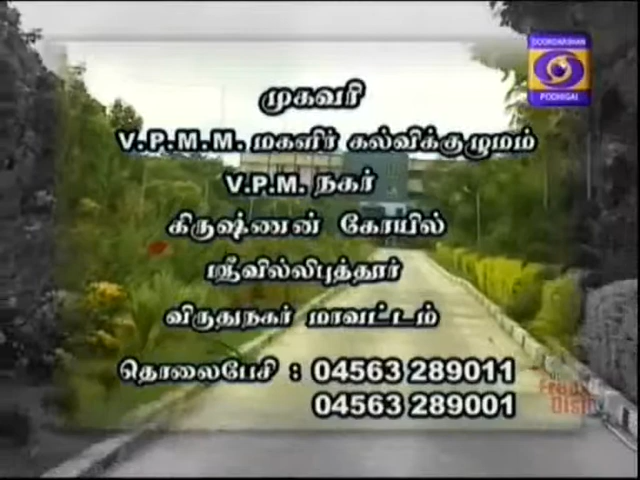 DOORDARSHAN
PODHIGAI
முகவரி
V.P.M.M. மகளிர் கல்விக்குழுமம்
V.P.M. நகர்
கிருஷ்ணன் கோயில்
ஸ்ரீவில்லிபுத்தூர்
விருதுநகர் மாவட்டம்
தொலைபேசி : 04563 289011
04563 289001